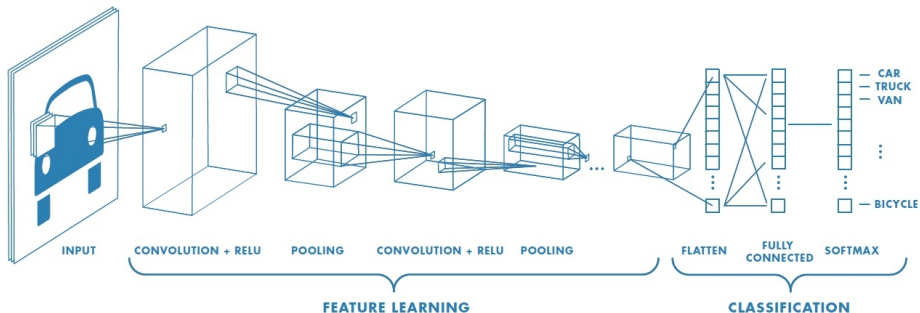 — CAR
— TRUCK
— VAN
— BICYCLE
INPUT
CONVOLUTION + RELU
POOLING
CONVOLUTION + RELU
POOLING
FLATTEN
FULLY
CONNECTED
SOFTMAX
FEATURE LEARNING
CLASSIFICATION